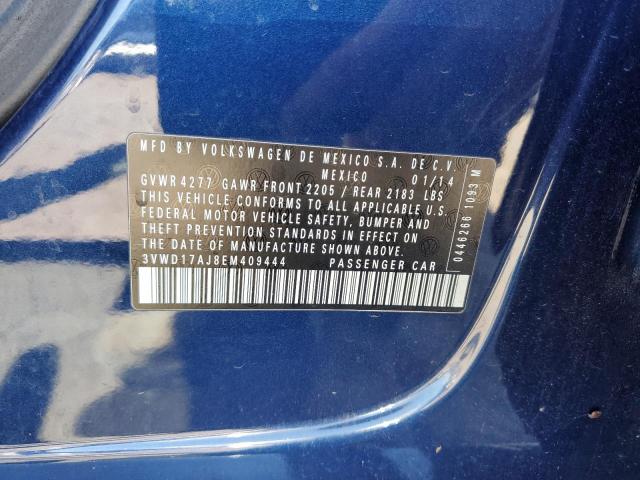 MFD BY VOLKSWAGEN DE MEXICO S.A. DE C.V.
MEXICO 01/14
GVWR 4277 GAWR FRONT 2205 / REAR 2183 LBS
THIS VEHICLE CONFORMS TO ALL APPLICABLE U.S.
FEDERAL MOTOR VEHICLE SAFETY, BUMPER AND
THEFT PREVENTION STANDARDS IN EFFECT ON
THE DATE OF MANUFACTURE SHOWN ABOVE.
3VWD17AJ8EM409444 PASSENGER CAR
0446266 1093 M